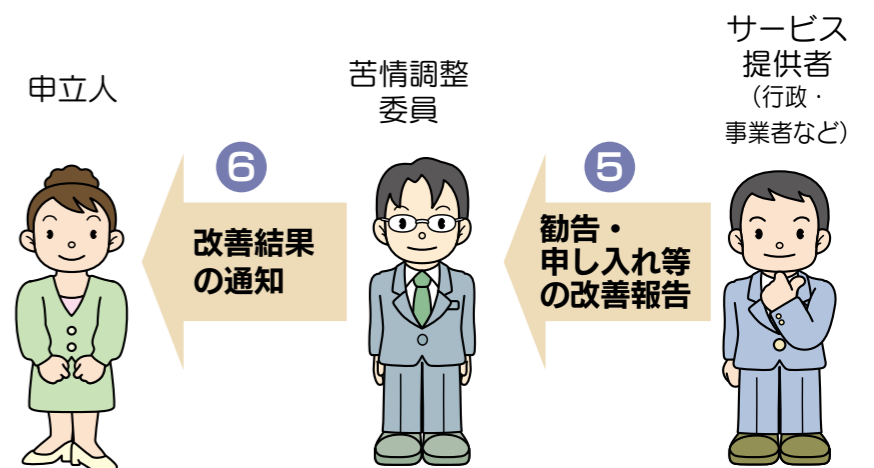 申立人
苦情調整
委員
サービス
提供者
（行政・
事業者など）
6
改善結果
の通知
5
勧告・
申し入れ等
の改善報告